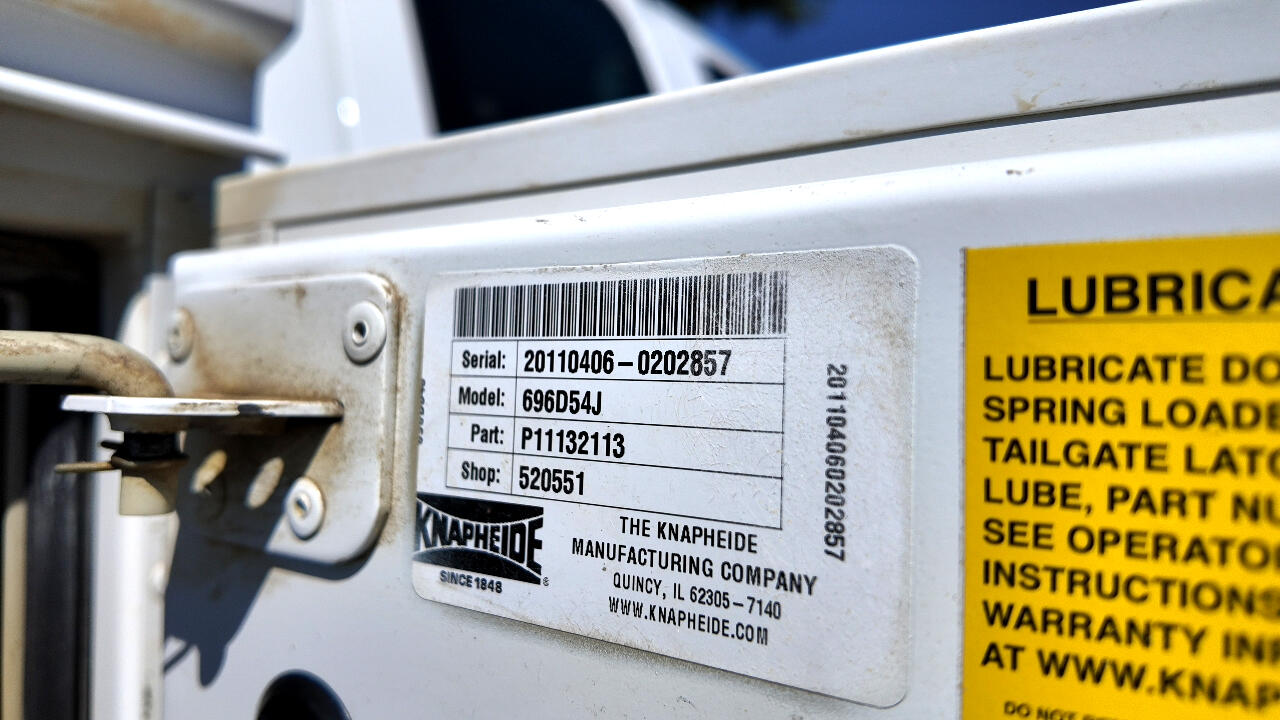 Serial: 20110406-0202857
Model: 696D54J
Part: P11132113
Shop: 520551
KNAPHEIDE
SINCE 1848
®
THE KNAPHEIDE
MANUFACTURING COMPANY
QUINCY, IL 62305-7140
WWW.KNAPHEIDE.COM
201104060202857
LUBRICA
LUBRICATE DO
SPRING LOADE
TAILGATE LATC
LUBE, PART NU
SEE OPERATO
INSTRUCTIONS
WARRANTY INF
AT WWW.KNAP
DO NOT